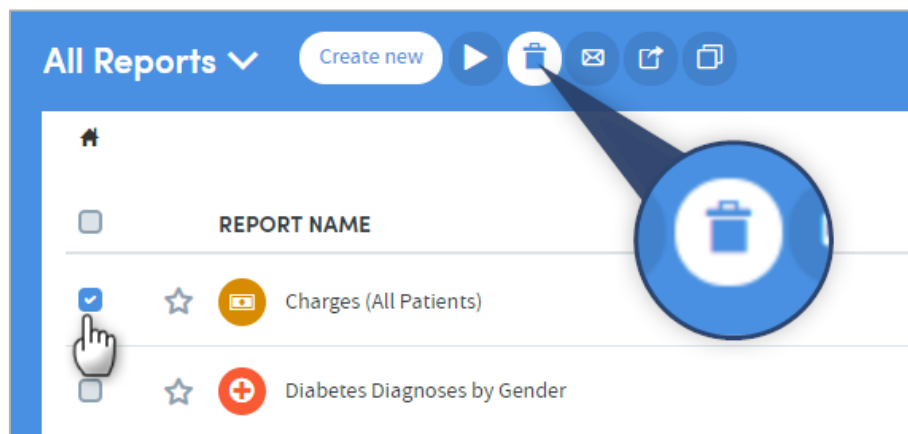 All Reports
Create new
REPORT NAME
Charges (All Patients)
Diabetes Diagnoses by Gender